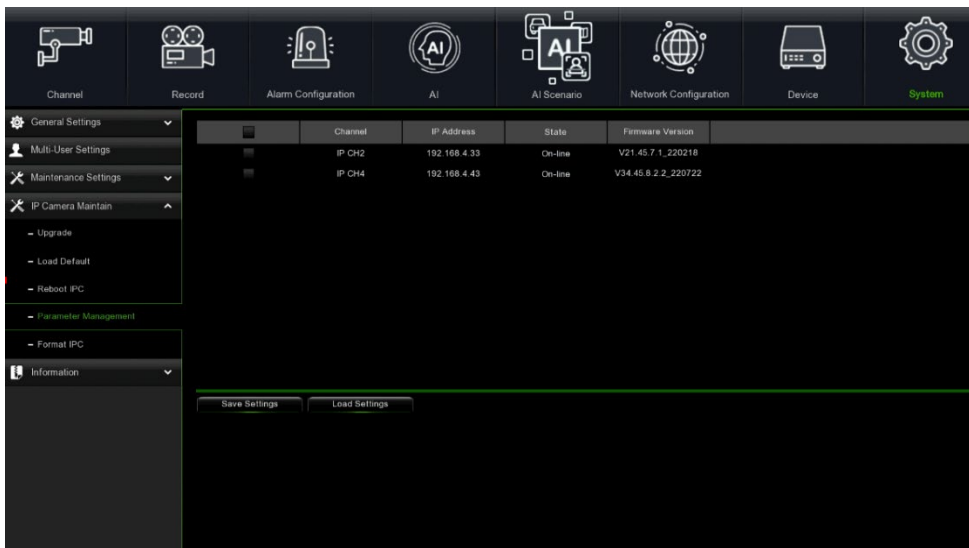 AI
AI
Channel
Record
Alarm Configuration
AI
AI Scenario
Network Configuration
Device
System
General Settings
Multi-User Settings
Maintenance Settings
IP Camera Maintain
– Upgrade
– Load Default
– Reboot IPC
– Parameter Management
– Format IPC
Information
Channel IP Address State Firmware Version
IP CH2 192.168.4.33 On-line V21.45.7.1_220218
IP CH4 192.168.4.43 On-line V34.45.8.2.2_220722
Save Settings Load Settings